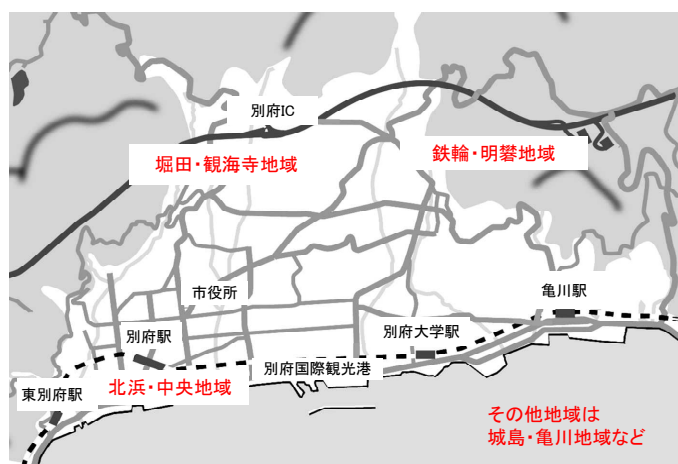 別府IC
堀田・観海寺地域
鉄輪・明礬地域
市役所
亀川駅
別府駅
別府大学駅
別府国際観光港
東別府駅
北浜・中央地域
その他地域は
城島・亀川地域など